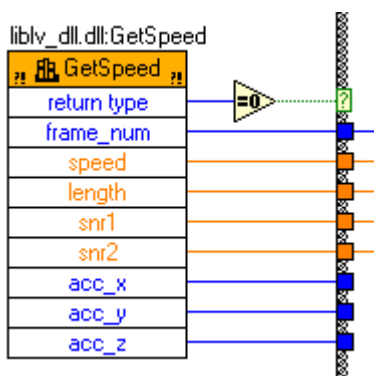 liblv_dll.dll:GetSpeed
?! GetSpeed ?!
return type
=0
?
frame_num
speed
length
snr1
snr2
acc_x
acc_y
acc_z